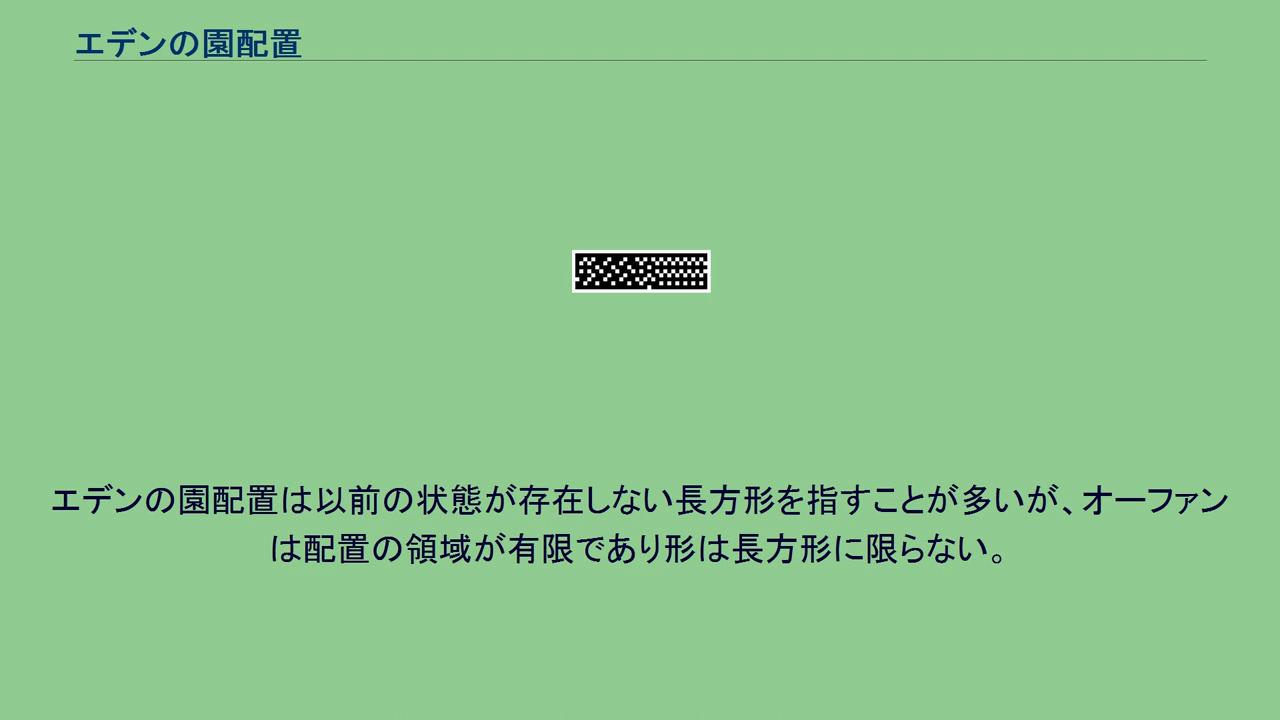 エデンの園配置
エデンの園配置は以前の状態が存在しない長方形を指すことが多いが、オーファン
は配置の領域が有限であり形は長方形に限らない。